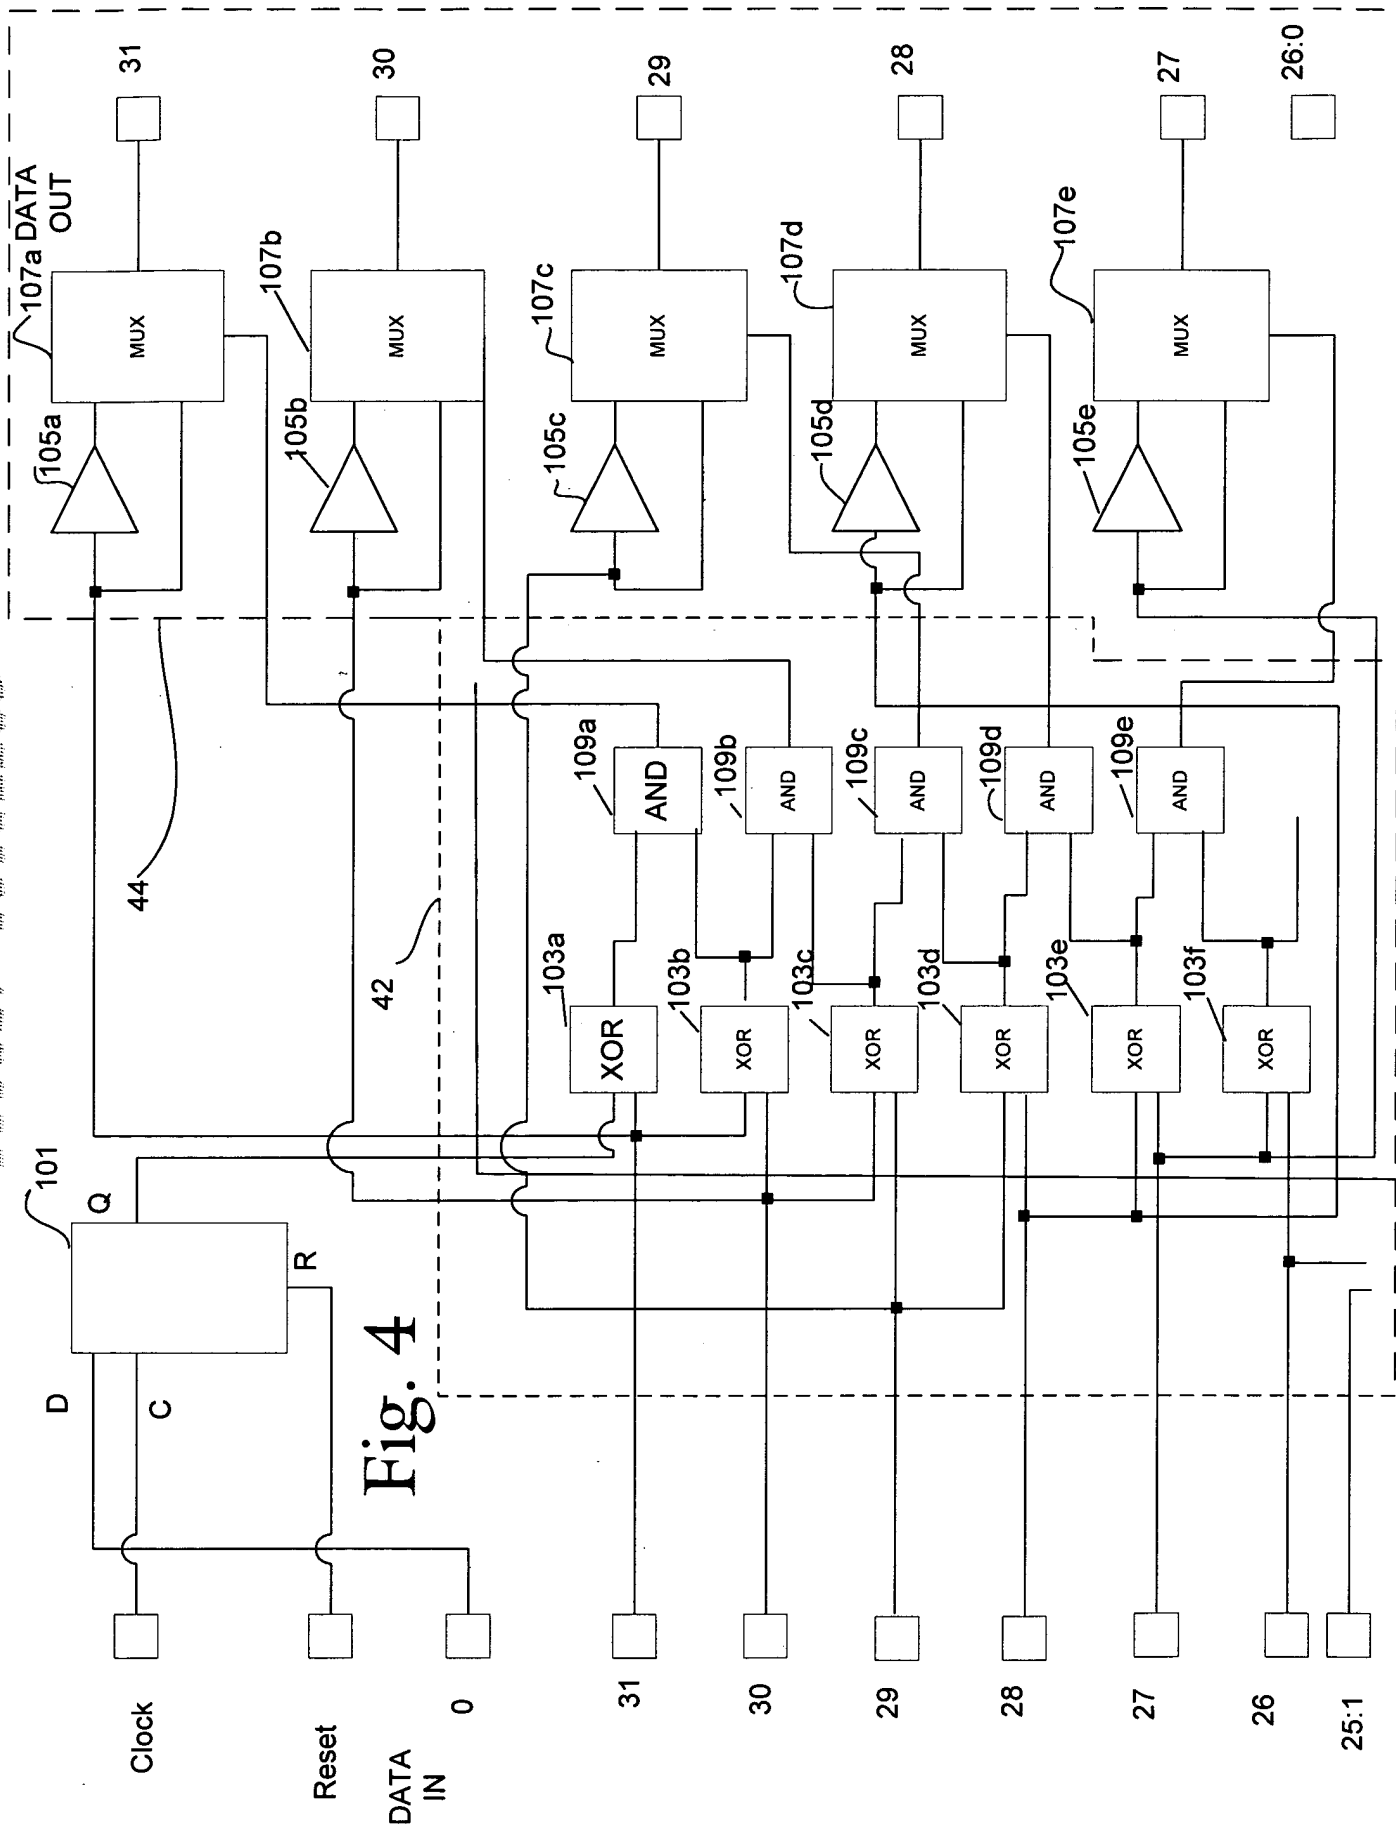 Fig. 4
DATA OUT
31
30
29
28
27
26:0
107a
107b
107c
107d
107e
MUX
MUX
MUX
MUX
MUX
105a
105b
105c
105d
105e
44
42
109a
109b
109c
109d
109e
AND
AND
AND
AND
AND
103a
103b
103c
103d
103e
103f
XOR
XOR
XOR
XOR
XOR
XOR
101
Q
R
D
C
Clock
Reset
0
DATA IN
31
30
29
28
27
26
25:1